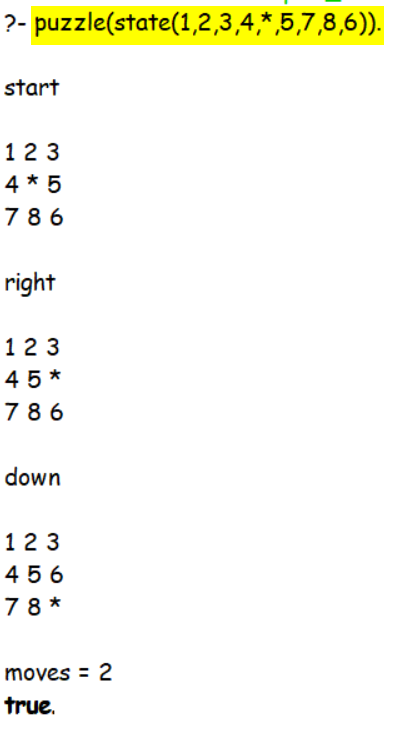 ?- puzzle(state(1,2,3,4,*,5,7,8,6)).
start
1 2 3
4 * 5
7 8 6
right
1 2 3
4 5 *
7 8 6
down
1 2 3
4 5 6
7 8 *
moves = 2
true.